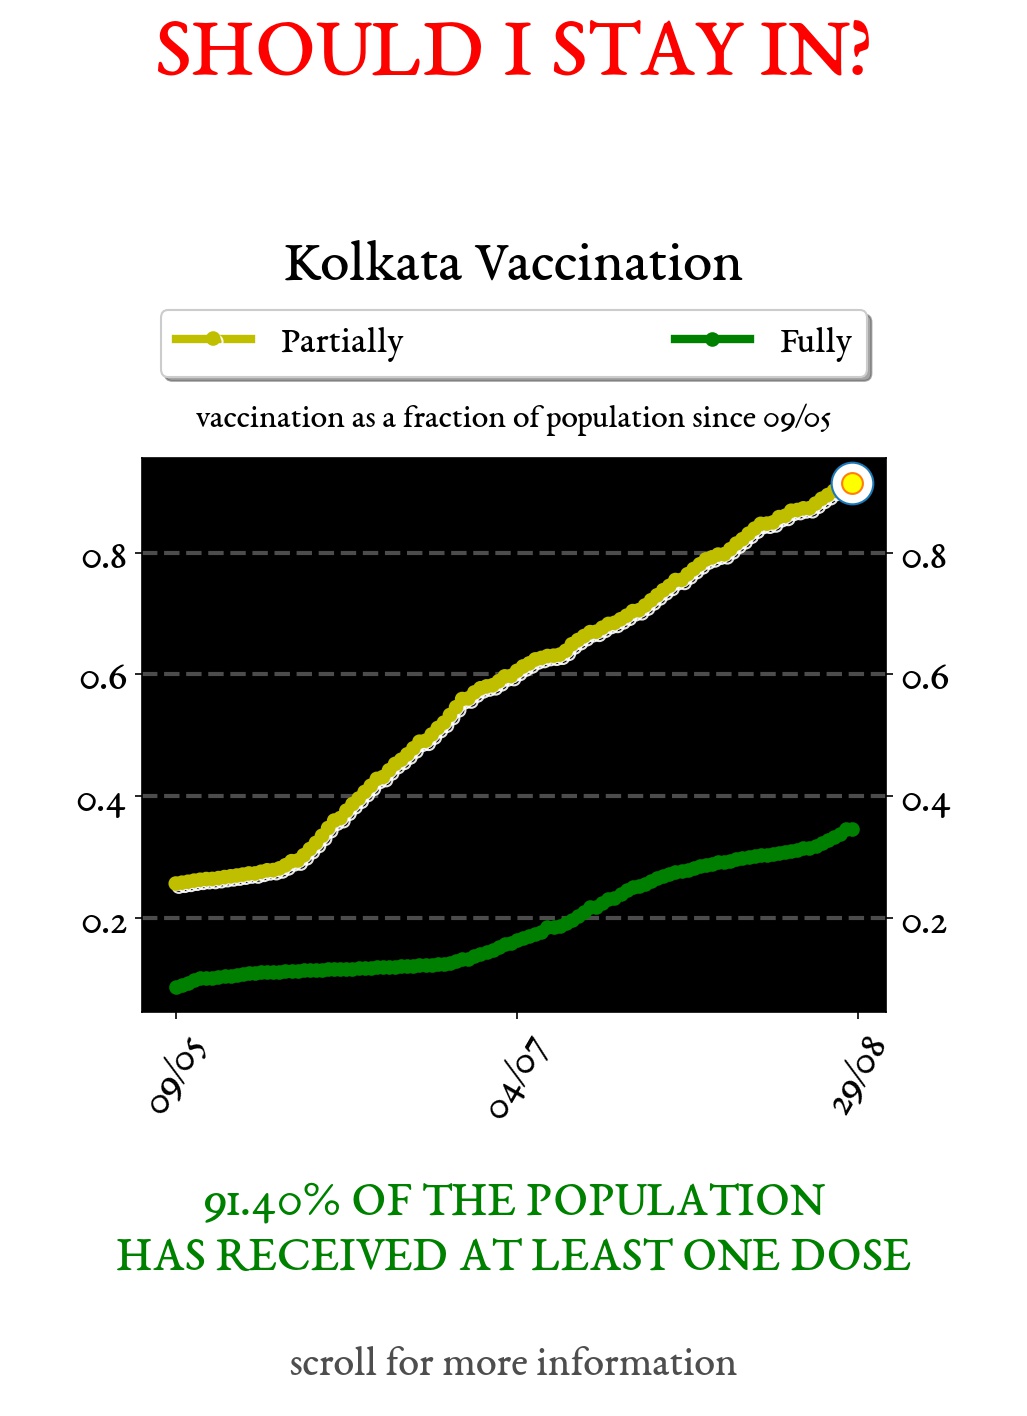 SHOULD I STAY IN?
Kolkata Vaccination
Partially Fully
vaccination as a fraction of population since 09/05
0.8 0.8
0.6 0.6
0.4 0.4
0.2 0.2
09/05 04/07 29/08
91.40% OF THE POPULATION
HAS RECEIVED AT LEAST ONE DOSE
scroll for more information